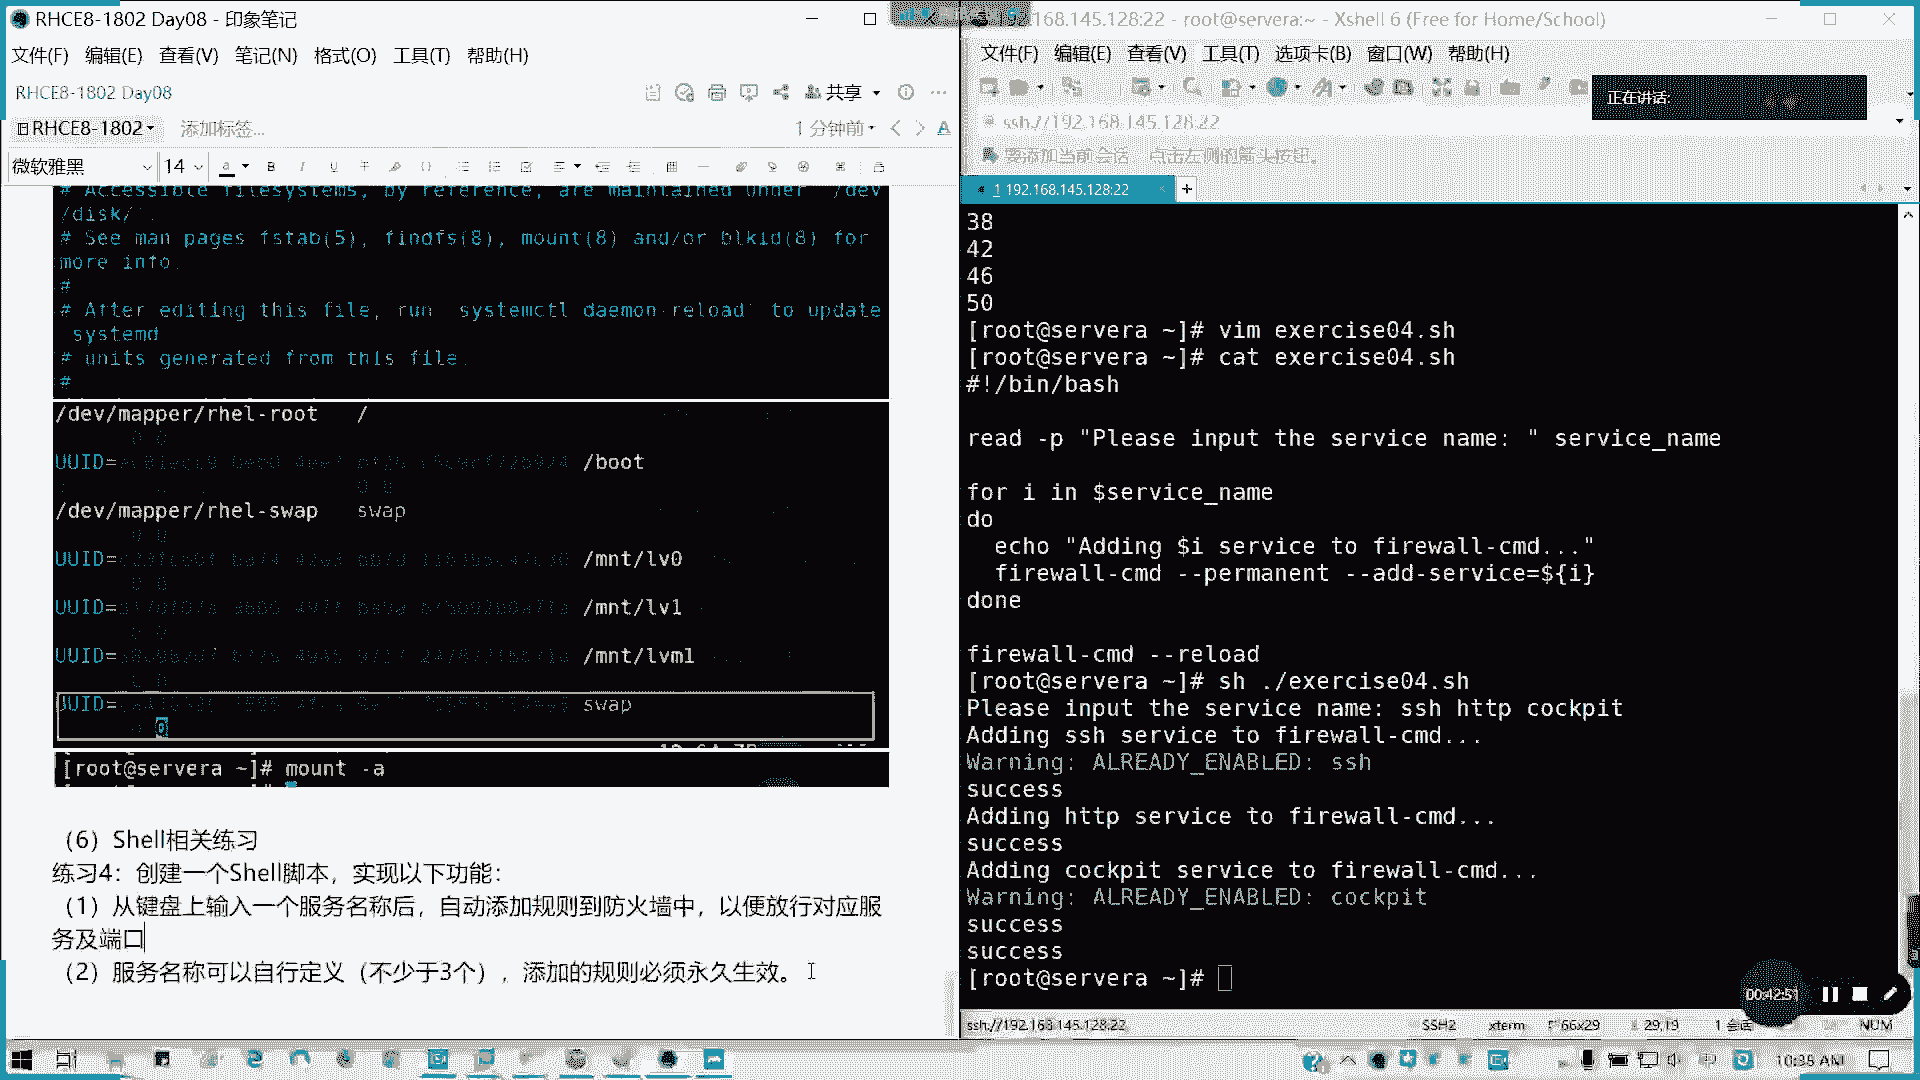 RHCE8-1802 Day08 - 印象笔记
文件(F) 编辑(E) 查看(V) 笔记(N) 格式(O) 工具(T) 帮助(H)
RHCE8-1802 Day08
共享
RHCE8-1802 添加标签...
1 分钟前
微软雅黑 14
# Accessible filesystems, by reference, are maintained under '/dev
/disk/'.
# See man pages fstab(5), findfs(8), mount(8) and/or blkid(8) for
more info.
#
# After editing this file, run 'systemctl daemon-reload' to update
systemd
# units generated from this file.
#
/dev/mapper/rhel-root /
0 0
UUID= /boot
0 0
/dev/mapper/rhel-swap swap
0 0
UUID= /mnt/lv0
0 0
UUID= /mnt/lv1
0 0
UUID= /mnt/lvm1
0 0
UUID= swap
0
[root@servera ~]# mount -a
（6）Shell相关练习
练习4：创建一个Shell脚本，实现以下功能：
（1）从键盘上输入一个服务名称后，自动添加规则到防火墙中，以便放行对应服
务及端口
（2）服务名称可以自行定义（不少于3个），添加的规则必须永久生效。
192.168.145.128:22 - root@servera:~ - Xshell 6 (Free for Home/School)
文件(F) 编辑(E) 查看(V) 工具(T) 选项卡(B) 窗口(W) 帮助(H)
正在讲话:
ssh://192.168.145.128:22
要添加当前会话，点击左侧的箭头按钮。
1 192.168.145.128:22
38
42
46
50
[root@servera ~]# vim exercise04.sh
[root@servera ~]# cat exercise04.sh
#!/bin/bash
read -p "Please input the service name: " service_name
for i in $service_name
do
echo "Adding $i service to firewall-cmd..."
firewall-cmd --permanent --add-service=${i}
done
firewall-cmd --reload
[root@servera ~]# sh ./exercise04.sh
Please input the service name: ssh http cockpit
Adding ssh service to firewall-cmd...
Warning: ALREADY_ENABLED: ssh
success
Adding http service to firewall-cmd...
success
Adding cockpit service to firewall-cmd...
Warning: ALREADY_ENABLED: cockpit
success
success
[root@servera ~]#
00:42:51
ssh://192.168.145.128:22 SSH2 xterm 66x29 29,19 1 会话 NUM
10:35 AM